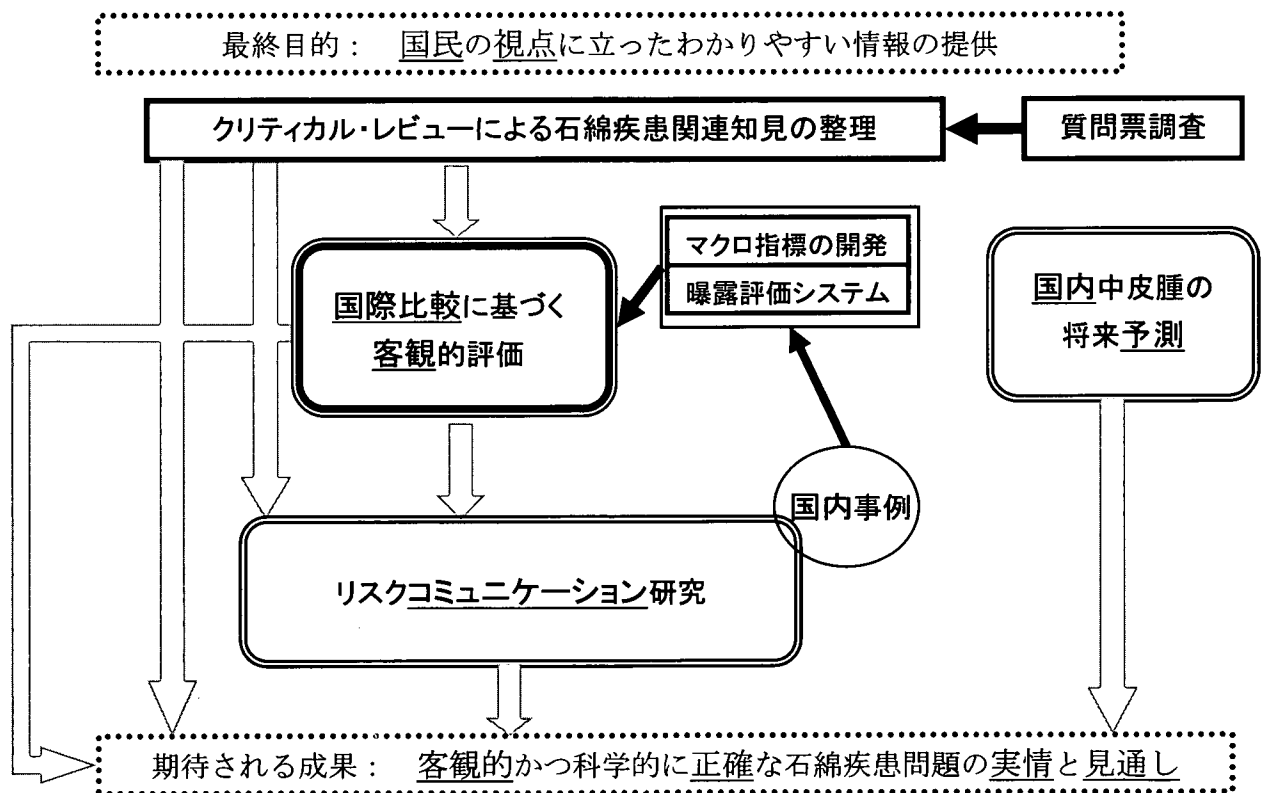 最終目的： 国民の視点に立ったわかりやすい情報の提供
クリティカル・レビューによる石綿疾患関連知見の整理
質問票調査
マクロ指標の開発
曝露評価システム
国際比較に基づく
客観的評価
国内中皮腫の
将来予測
国内事例
リスクコミュニケーション研究
期待される成果： 客観的かつ科学的に正確な石綿疾患問題の実情と見通し